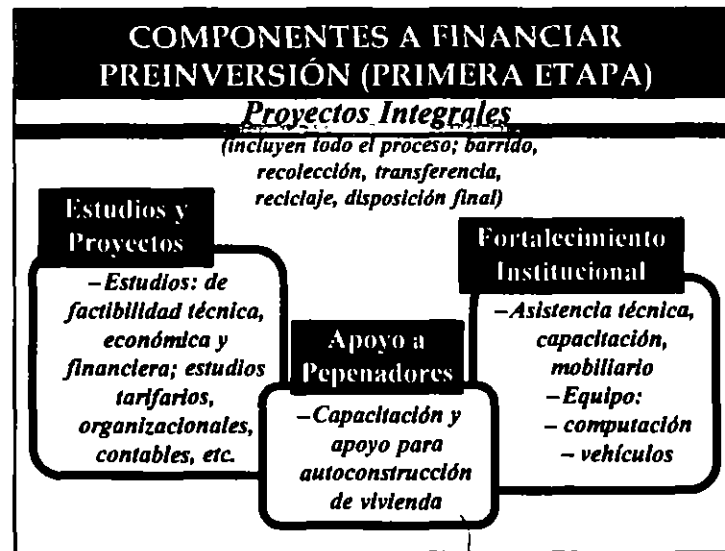 COMPONENTES A FINANCIAR
PREINVERSIÓN (PRIMERA ETAPA)
Proyectos Integrales
(incluyen todo el proceso; barrido,
recolección, transferencia,
reciclaje, disposición final)
Estudios y
Proyectos
–Estudios: de
factibilidad técnica,
económica y
financiera; estudios
tarifarios,
organizacionales,
contables, etc.
Apoyo a
Pepenadores
–Capacitación y
apoyo para
autoconstrucción
de vivienda
Fortalecimiento
Institucional
–Asistencia técnica,
capacitación,
mobiliario
–Equipo:
– computación
– vehículos